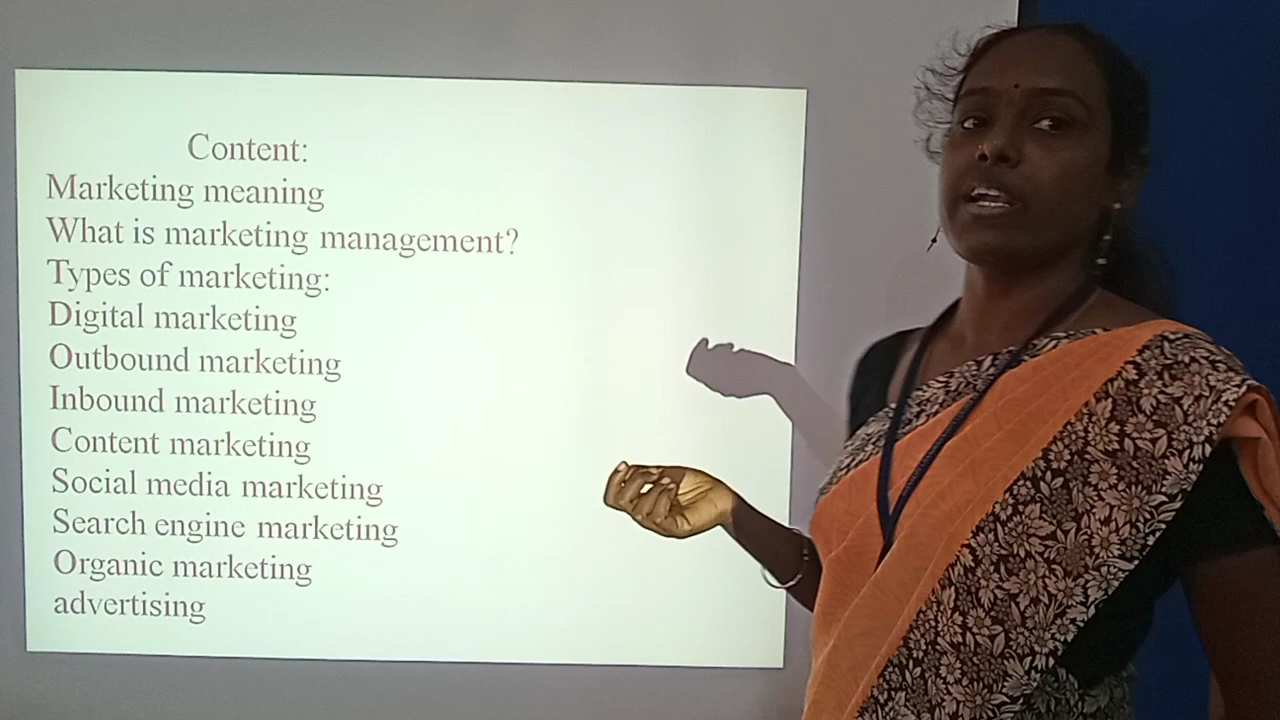 Content:
Marketing meaning
What is marketing management?
Types of marketing:
Digital marketing
Outbound marketing
Inbound marketing
Content marketing
Social media marketing
Search engine marketing
Organic marketing
advertising